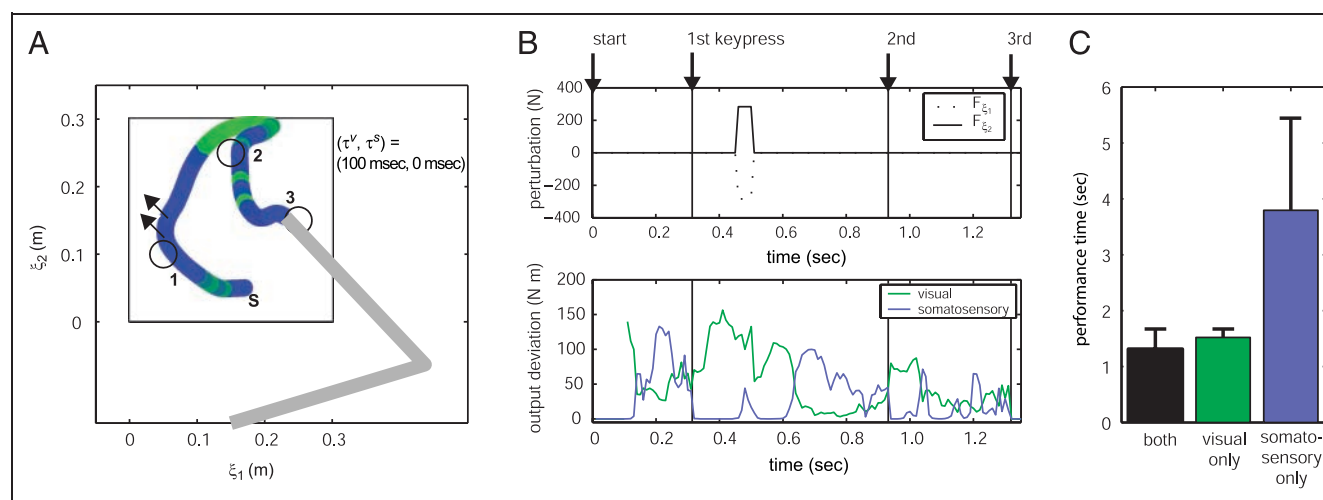 A
0.3
0.2
0.1
0
ξ2 (m)
0
0.1
0.2
0.3
ξ1 (m)
(τv, τs) =
(100 msec, 0 msec)
1
2
3
S
B
start
1st keypress
2nd
3rd
perturbation (N)
400
200
0
−200
−400
Fξ1
Fξ2
0
0.2
0.4
0.6
0.8
1.0
1.2
time (sec)
output deviation (N m)
200
150
100
50
0
visual
somatosensory
0
0.2
0.4
0.6
0.8
1.0
1.2
time (sec)
C
performance time (sec)
6
5
4
3
2
1
0
both
visual
only
somato-
sensory
only